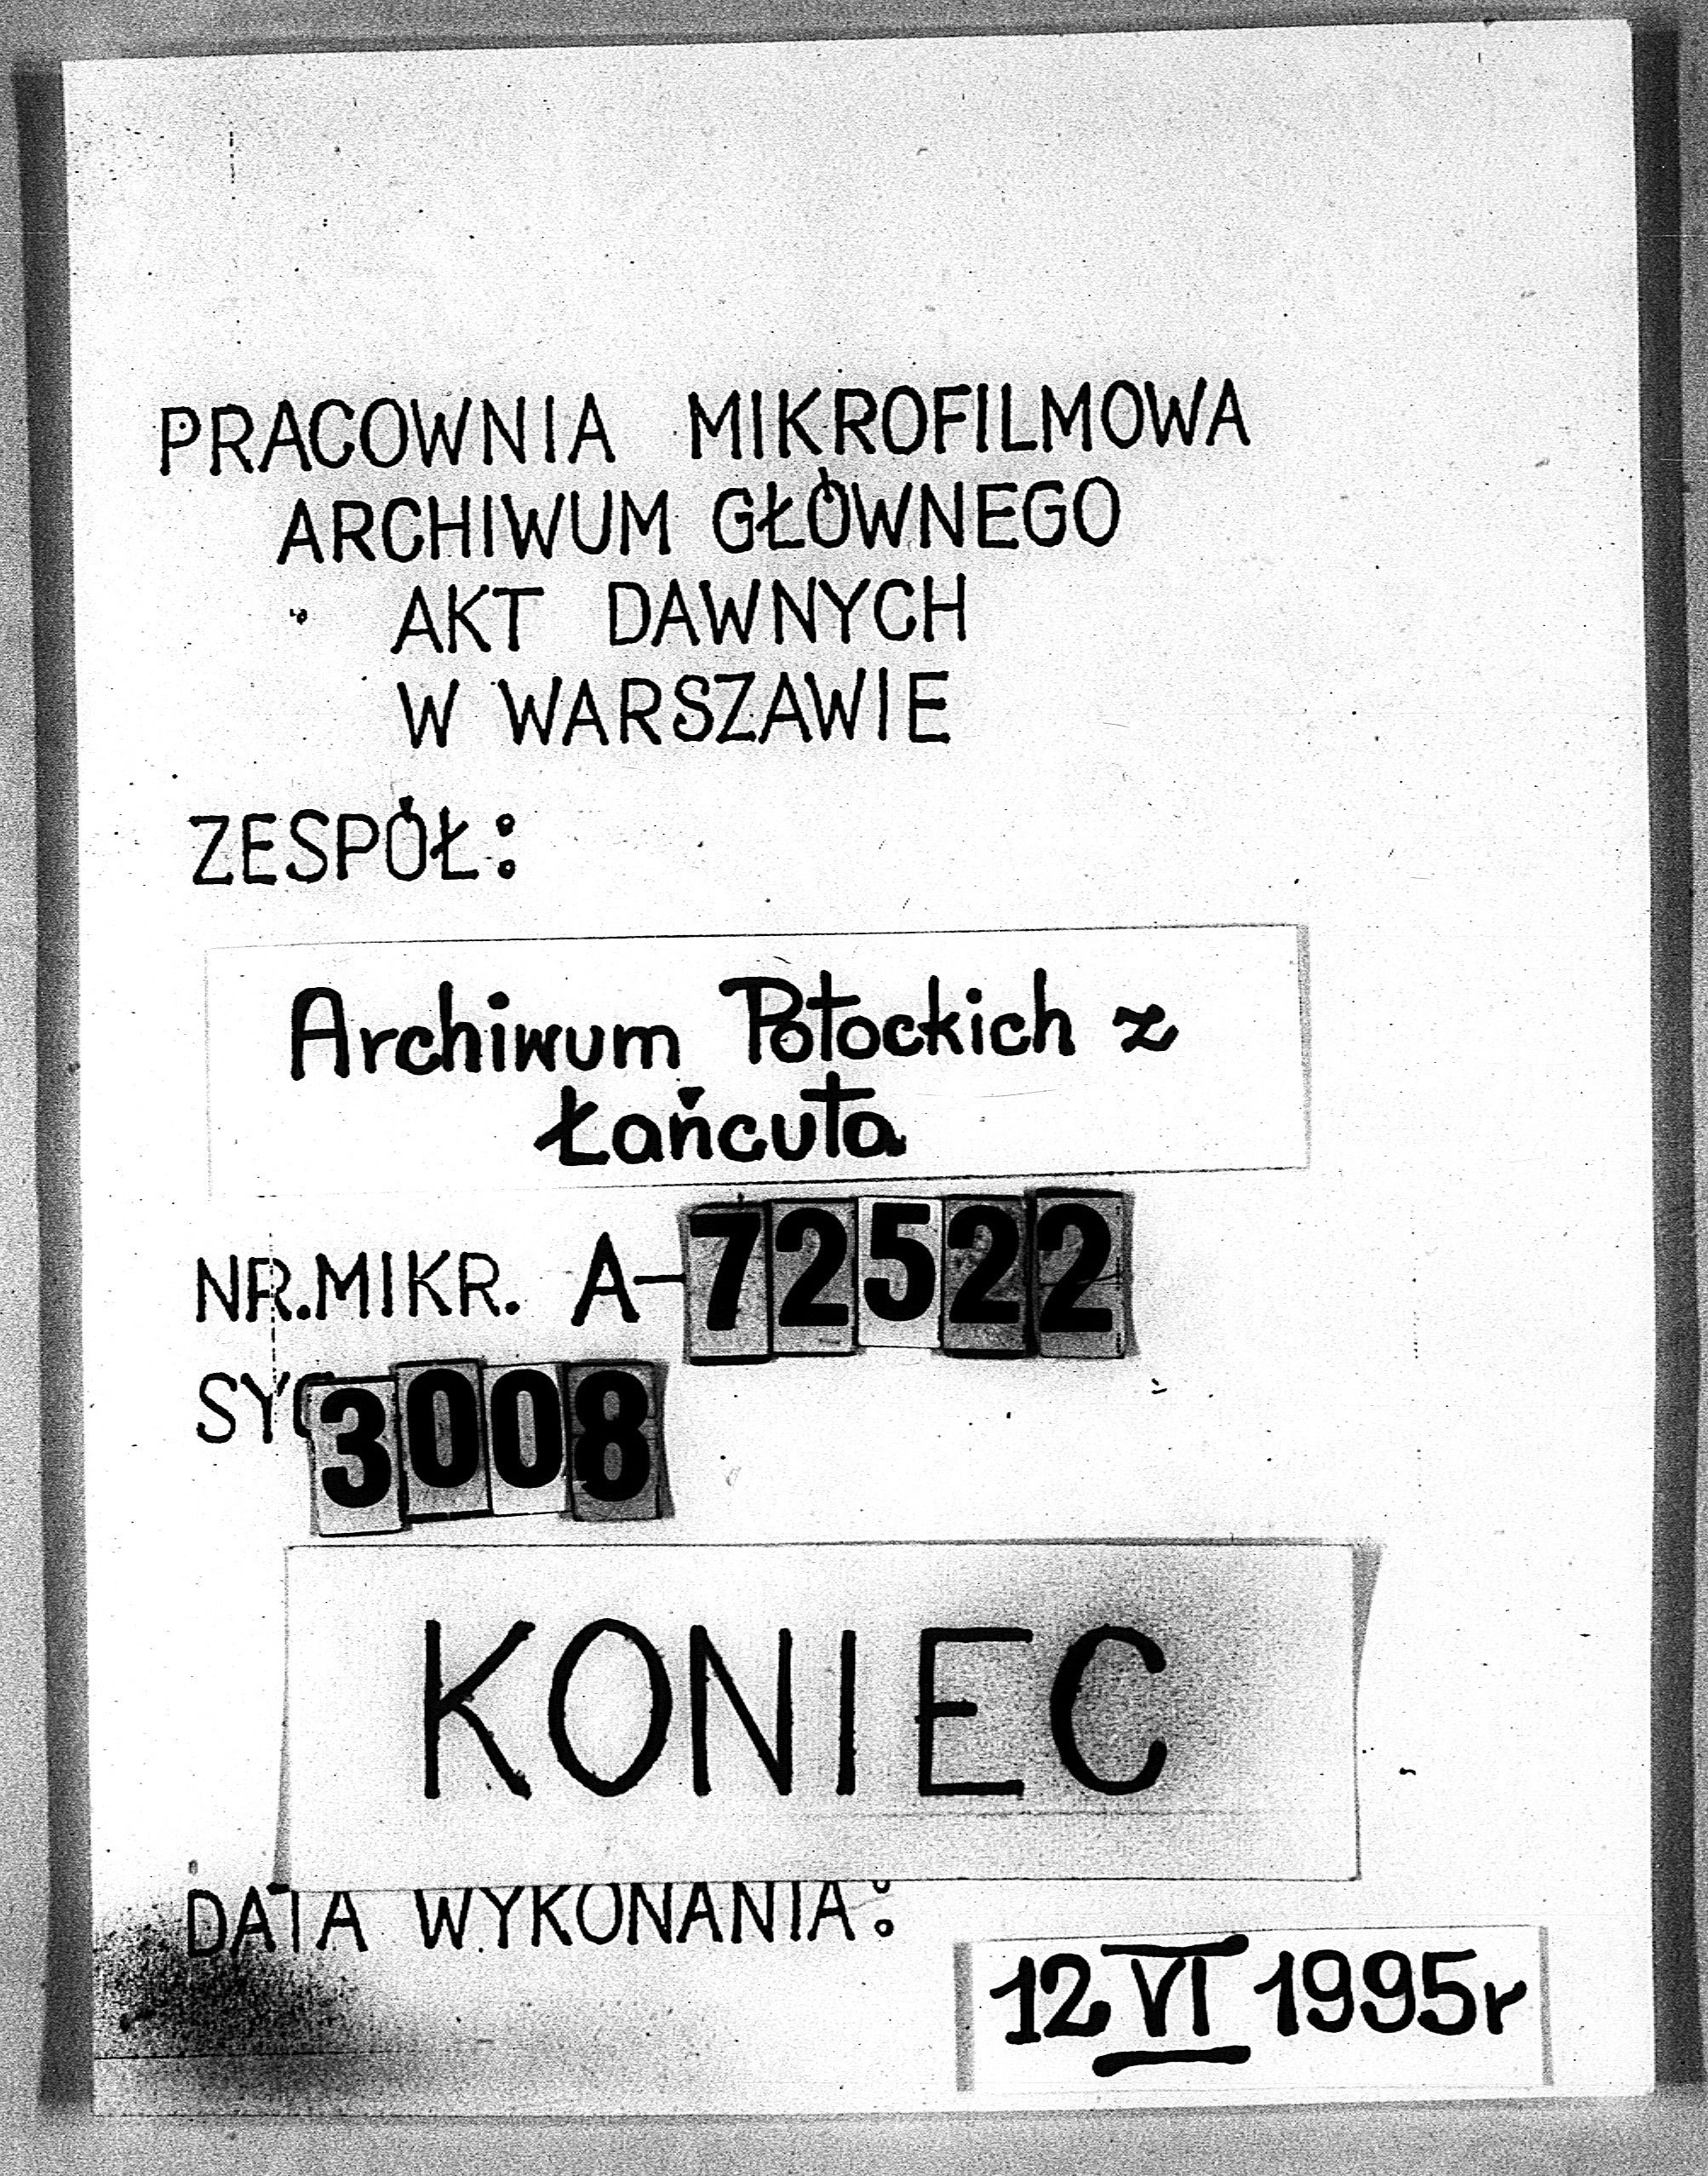 PRACOWNIA MIKROFILMOWA
ARCHIWUM GŁÓWNEGO
AKT DAWNYCH
W WARSZAWIE
ZESPÓŁ:
Archiwum Potockich z
Łańcuta
NR.MIKR. A-72522
SYG 3008
KONIEC
DATA WYKONANIA:
12 VI 1995r